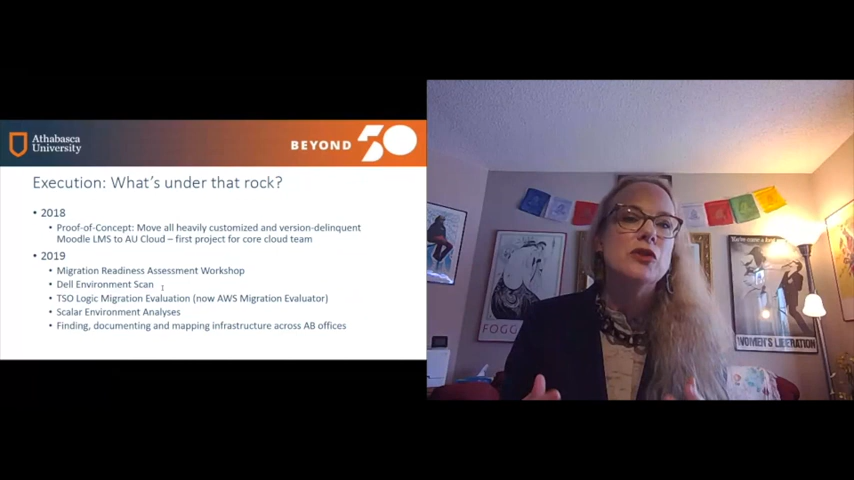 Athabasca
University
BEYOND 50
Execution: What's under that rock?
• 2018
• Proof-of-Concept: Move all heavily customized and version-delinquent
Moodle LMS to AU Cloud – first project for core cloud team
• 2019
• Migration Readiness Assessment Workshop
• Dell Environment Scan
• TSO Logic Migration Evaluation (now AWS Migration Evaluator)
• Scalar Environment Analyses
• Finding, documenting and mapping infrastructure across AB offices
WOMEN'S LIBERATION